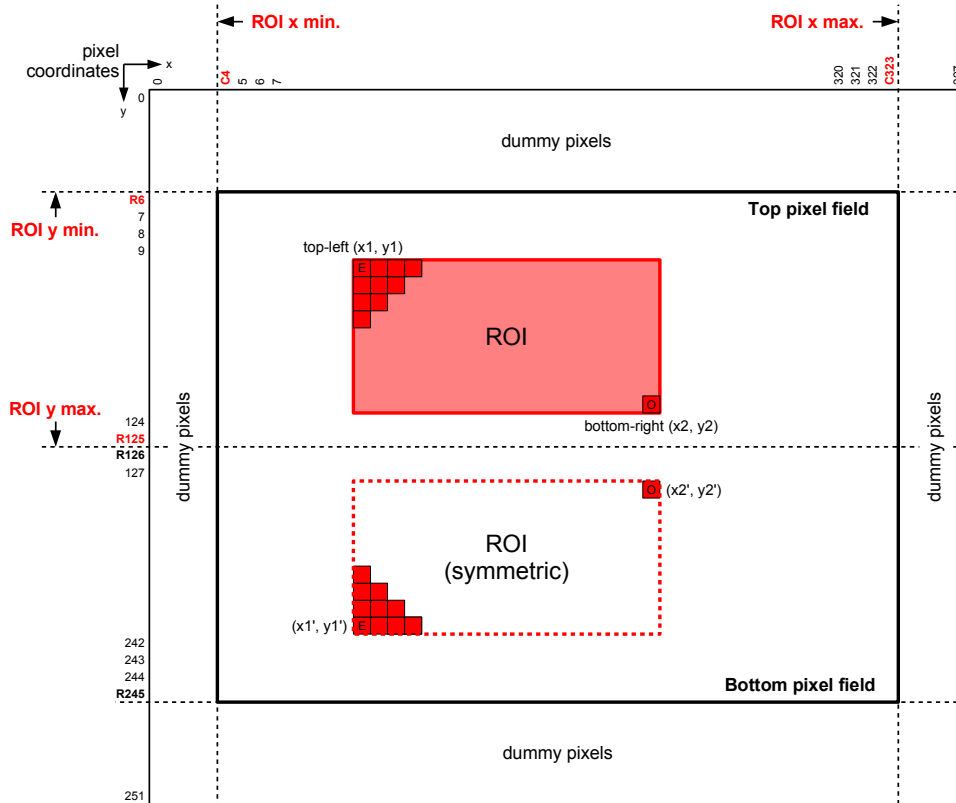 ROI x min.
ROI x max.
pixel
coordinates
x
y
0
C4
5
6
7
320
321
322
C323
327
0
dummy pixels
R6
7
8
9
ROI y min.
Top pixel field
top-left (x1, y1)
E
ROI
O
bottom-right (x2, y2)
ROI y max.
124
R125
R126
127
dummy pixels
dummy pixels
O (x2', y2')
ROI
(symmetric)
(x1', y1') E
242
243
244
R245
Bottom pixel field
dummy pixels
251